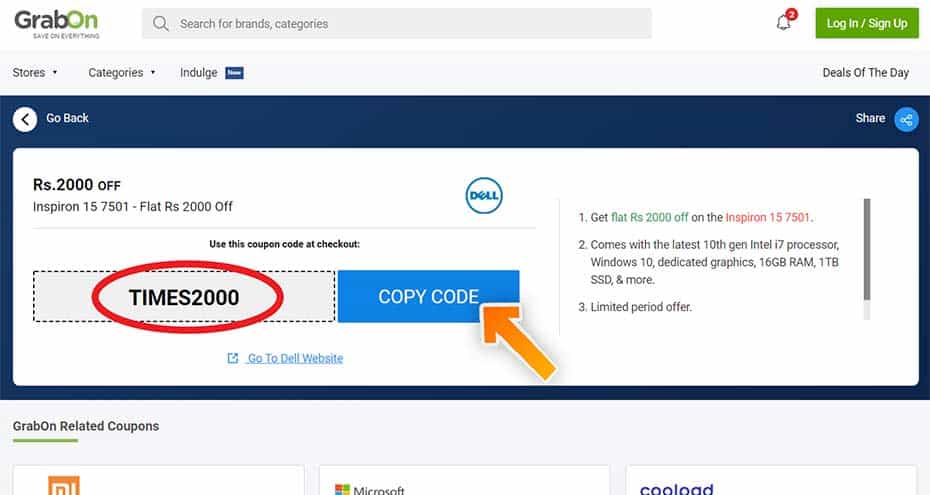 GrabOn
SAVE ON EVERYTHING
Search for brands, categories
2
Log In / Sign Up
Stores
Categories
Indulge
New
Deals Of The Day
Go Back
Share
Rs.2000 OFF
Inspiron 15 7501 - Flat Rs 2000 Off
DELL
Use this coupon code at checkout:
TIMES2000
COPY CODE
Go To Dell Website
1. Get flat Rs 2000 off on the Inspiron 15 7501.
2. Comes with the latest 10th gen Intel i7 processor,
Windows 10, dedicated graphics, 16GB RAM, 1TB
SSD, & more.
3. Limited period offer.
GrabOn Related Coupons
Microsoft
coolpad